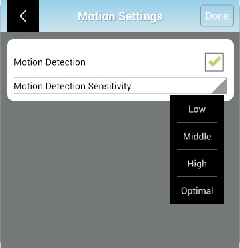 Motion Settings
Done
Motion Detection
Motion Detection Sensitivity
Low
Middle
High
Optimal